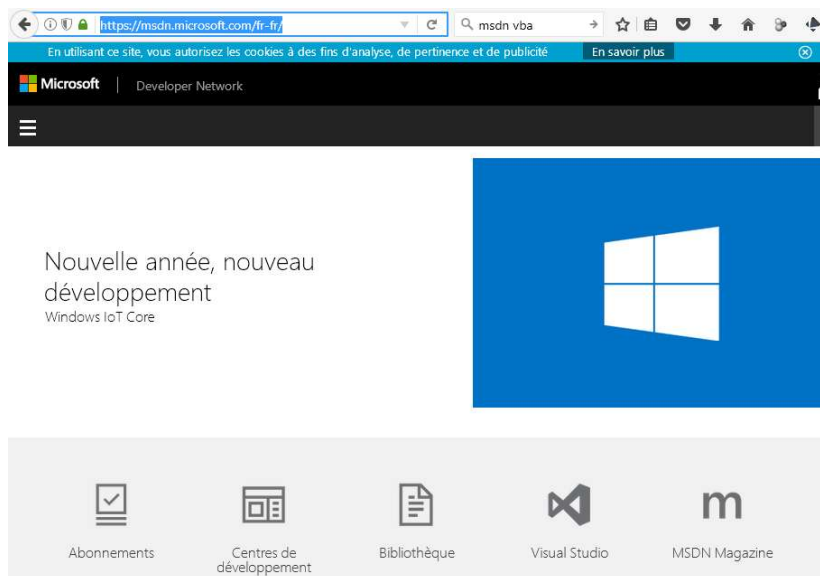 https://msdn.microsoft.com/fr-fr/
msdn vba
En utilisant ce site, vous autorisez les cookies à des fins d'analyse, de pertinence et de publicité
En savoir plus
Microsoft
Developer Network
Nouvelle année, nouveau
développement
Windows IoT Core
Abonnements
Centres de
développement
Bibliothèque
Visual Studio
m
MSDN Magazine